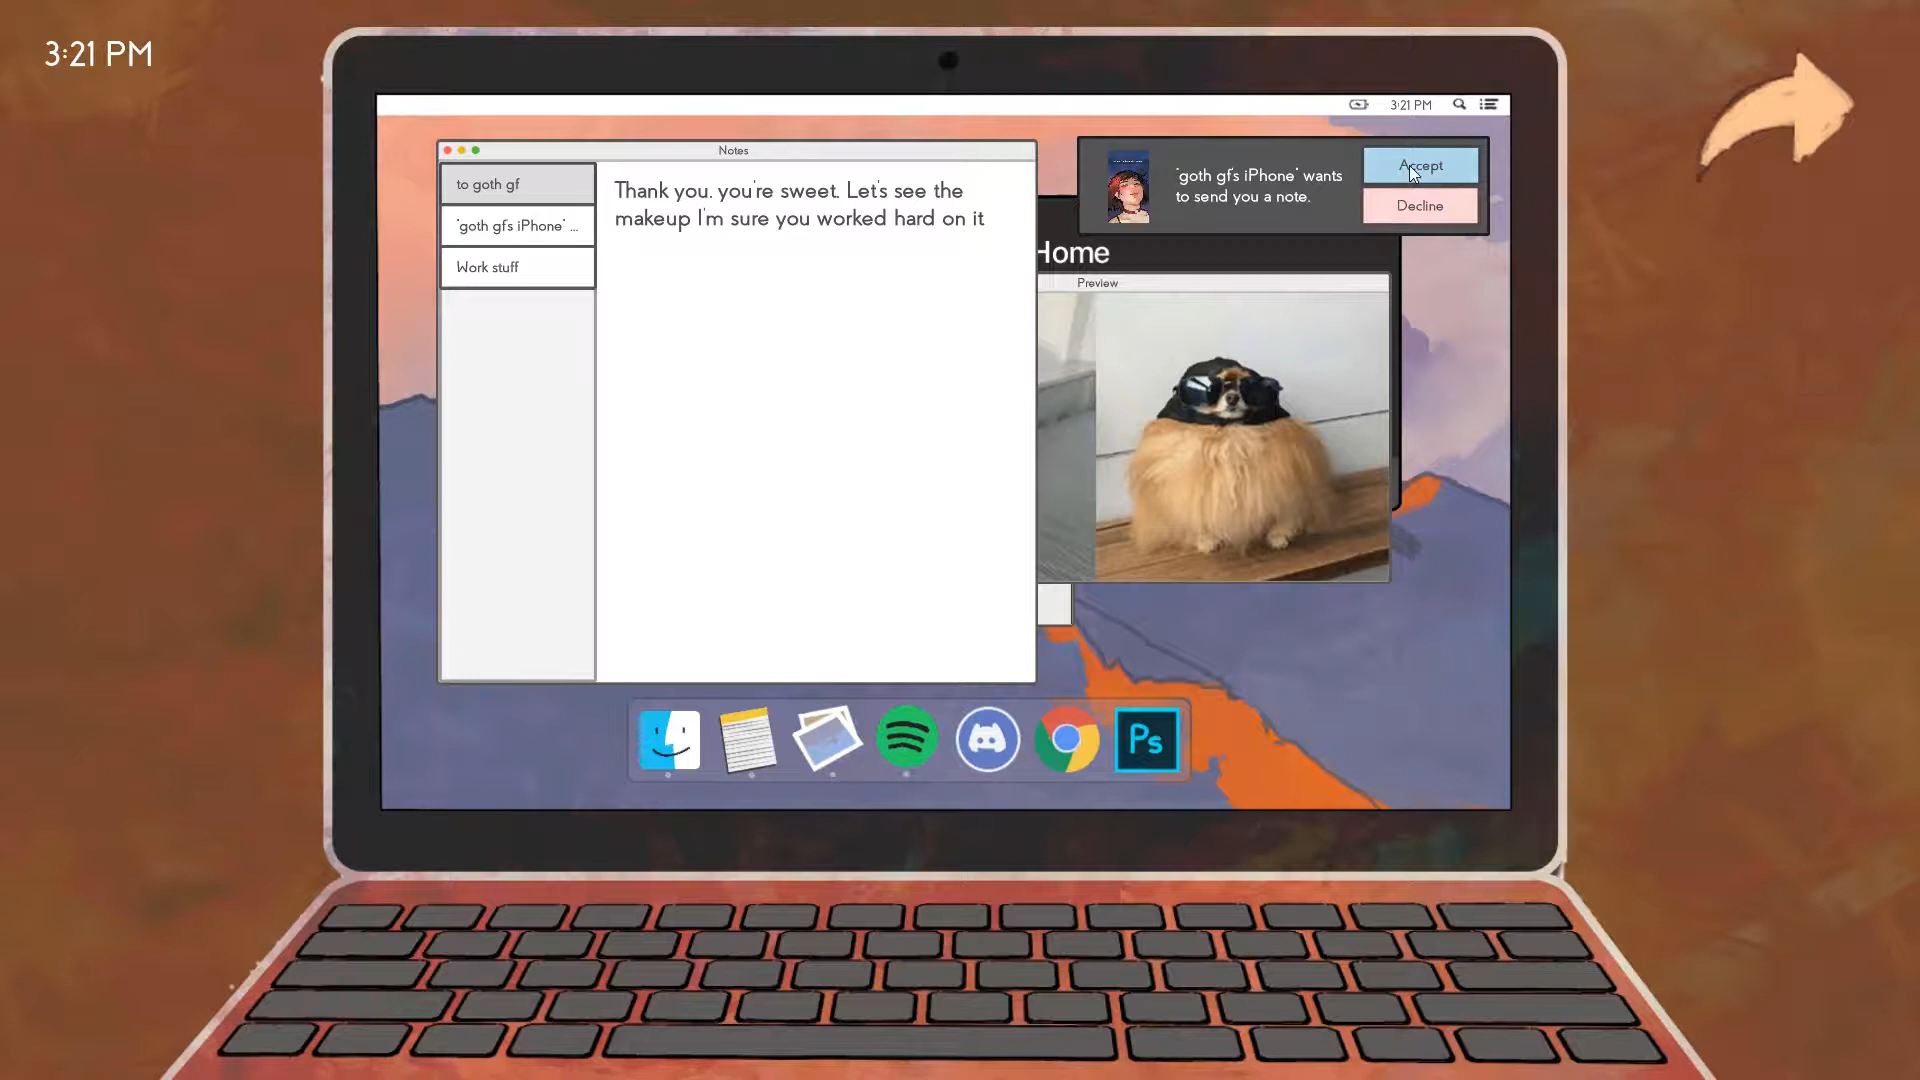 3:21 PM
3:21 PM
Notes
to goth gf
"goth gf's iPhone" ...
Work stuff
Thank you. you're sweet. Let's see the
makeup I'm sure you worked hard on it
"goth gf's iPhone" wants
to send you a note.
Accept
Decline
Home
Preview
Ps